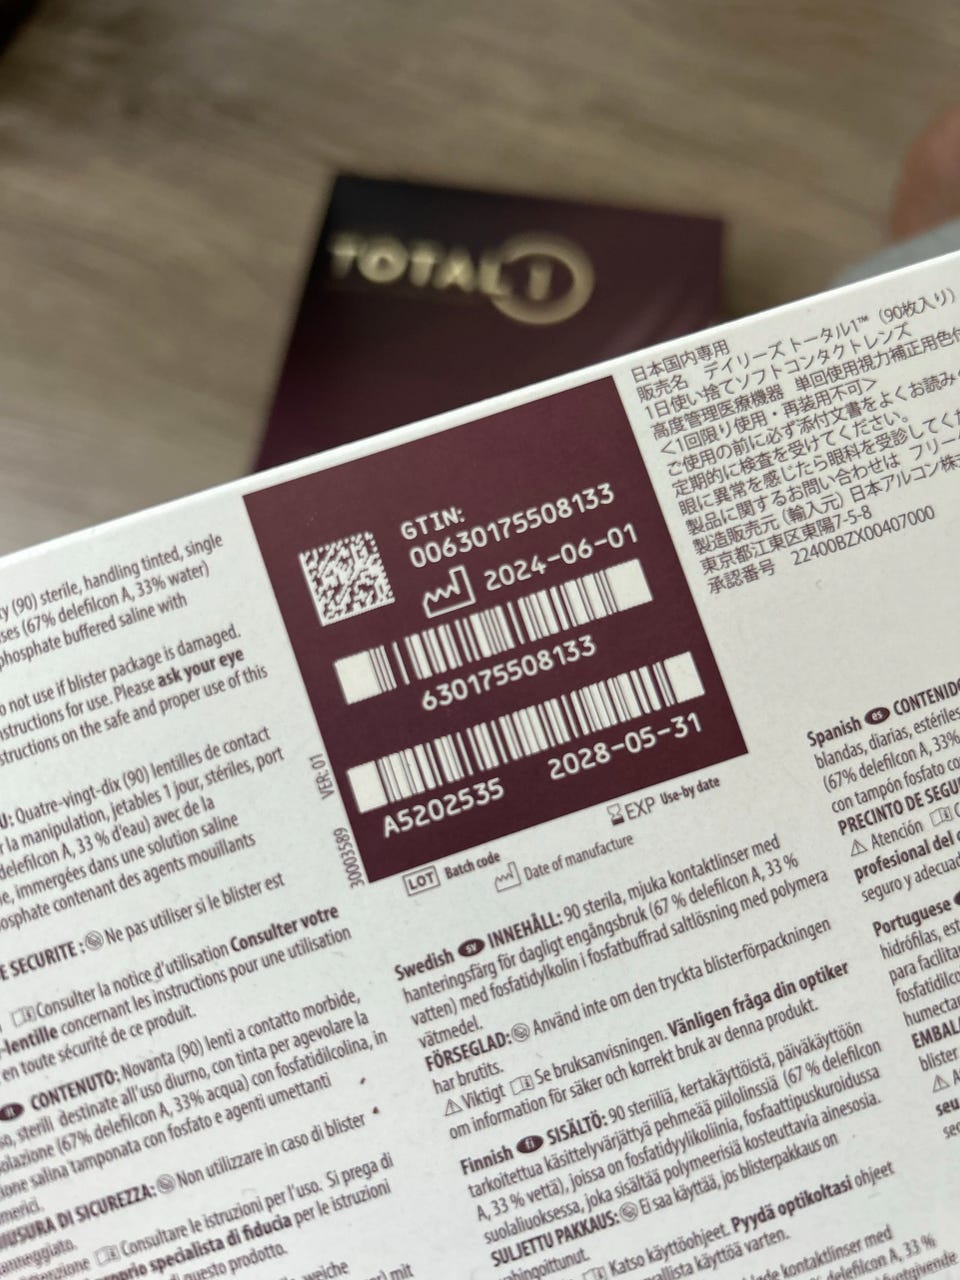 TOTAL 1
日本国内専用
販売名 デイリーズ トータル1™ (90枚入り)
1日使い捨てソフトコンタクトレンズ
高度管理医療機器 単回使用視力補正用色付
<1回限り使用・再装用不可>
ご使用の前に必ず添付文書をよくお読み
定期的に検査を受けてください。
眼に異常を感じたら眼科を受診してくだ
製品に関するお問い合わせは フリー
製造販売元 (輸入元) 日本アルコン株式
東京都江東区東陽7-5-8
承認番号 22400BZX00407000
GTIN:
00630175508133
2024-06-01
630175508133
A5202535 2028-05-31
VER: 01
30003589
LOT Batch code
EXP Use-by date
Date of manufacture
(90) sterile, handling tinted, single
(67% delefilcon A, 33% water)
phosphate buffered saline with
not use if blister package is damaged.
instructions for use. Please ask your eye
instructions on the safe and proper use of this
U: Quatre-vingt-dix (90) lentilles de contact
la manipulation, jetables 1 jour, stériles, port
delefilcon A, 33 % d'eau) avec de la
immergées dans une solution saline
phosphate contenant des agents mouillants
E SECURITE : Ne pas utiliser si le blister est
Consulter la notice d'utilisation Consulter votre
-lentille concernant les instructions pour une utilisation
en toute sécurité de ce produit.
CONTENUTO: Novanta (90) lenti a contatto morbide,
sterili destinate all'uso diurno, con tinta per agevolare la
(67% delefilcon A, 33% acqua) con fosfatidilcolina, in
salina tamponata con fosfato e agenti umettanti
SICUREZZA: Non utilizzare in caso di blister
danneggiato.
Consultare le istruzioni per l'uso. Si prega di
proprio specialista di fiducia per le istruzioni
di questo prodotto.
Swedish sv INNEHÅLL: 90 sterila, mjuka kontaktlinser med
hanteringsfärg för dagligt engångsbruk (67 % delefilcon A, 33 %
vatten) med fosfatidylkolin i fosfatbuffrad saltlösning med polymera
vätmedel.
FÖRSEGLAD: Använd inte om den tryckta blisterförpackningen
har brutits.
Viktigt Se bruksanvisningen. Vänligen fråga din optiker
om information för säker och korrekt bruk av denna produkt.
Finnish fi SISÄLTÖ: 90 steriiliä, kertakäyttöistä, päiväkäyttöön
tarkoitettua käsittelyvärjättyä pehmeää piilolinssiä (67 % delefilcon
A, 33 % vettä), joissa on fosfatidyylikoliinia, fosfaattipuskuroidussa
suolaliuoksessa, joka sisältää polymeerisiä kosteuttavia ainesosia.
SULJETTU PAKKAUS: Ei saa käyttää, jos blisterpakkaus on
Katso käyttöohjeet. Pyydä optikoltasi ohjeet
turvallista käyttöä varten.
kontaktlinser med
Spanish es CONTENIDO
blandas, diarias, estériles
(67% delefilcon A, 33%
con tampón fosfato co
PRECINTO DE SEGU
Atención
profesional del
seguro y adecua
Portuguese
hidrófilas, est
para facilita
fosfatidilco
humectan
EMBALA
blister
seu